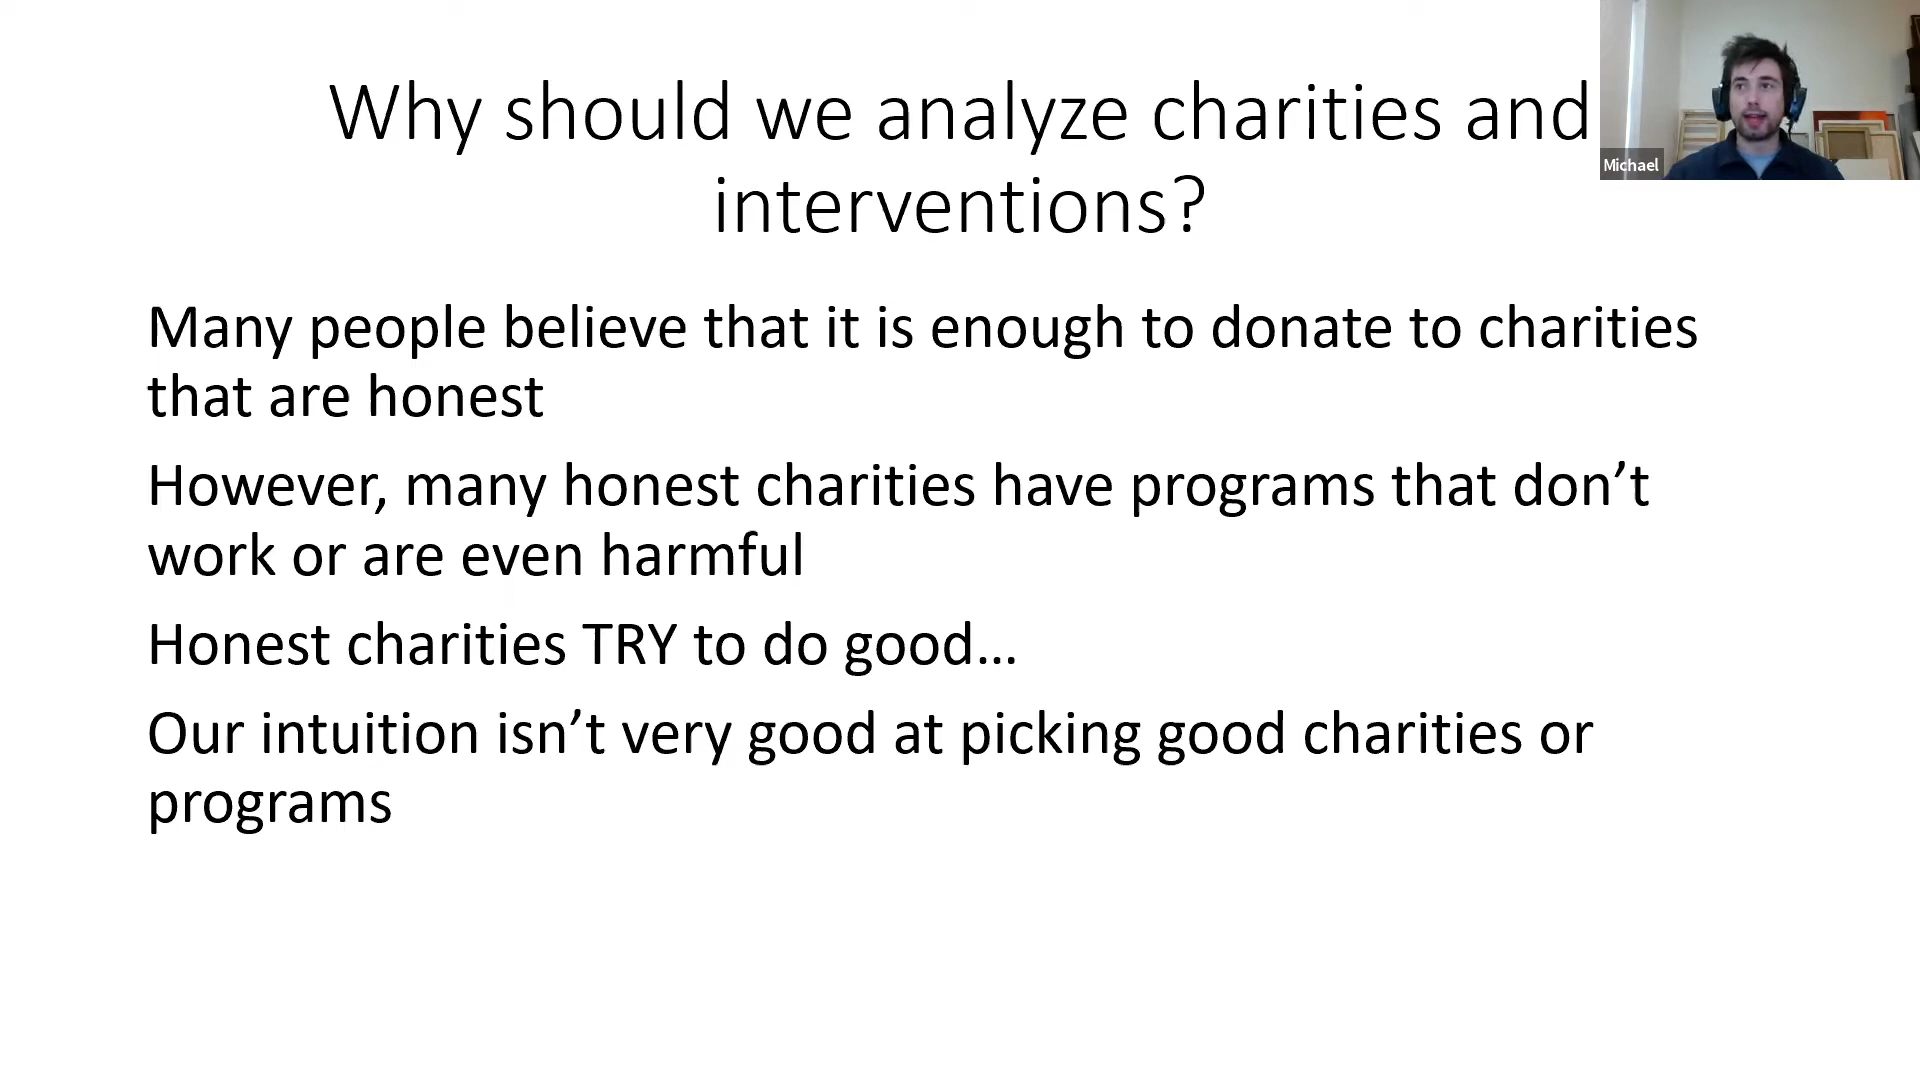 Why should we analyze charities and
interventions?
Michael
Many people believe that it is enough to donate to charities
that are honest
However, many honest charities have programs that don’t
work or are even harmful
Honest charities TRY to do good…
Our intuition isn’t very good at picking good charities or
programs